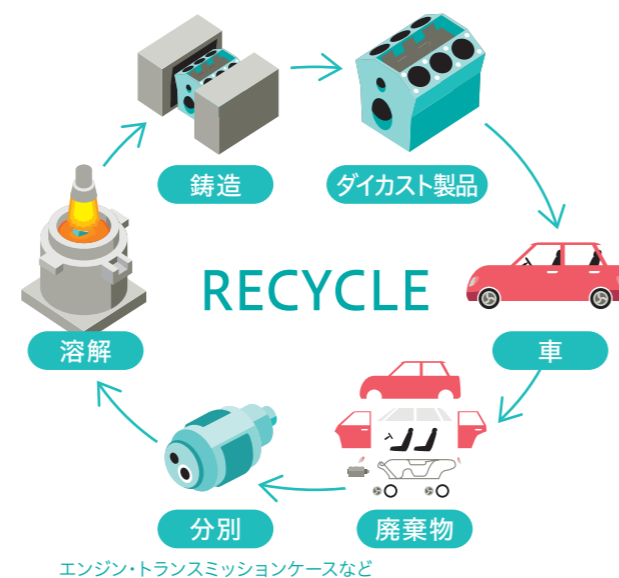 鋳造
ダイカスト製品
RECYCLE
溶解
車
分別
廃棄物
エンジン・トランスミッションケースなど